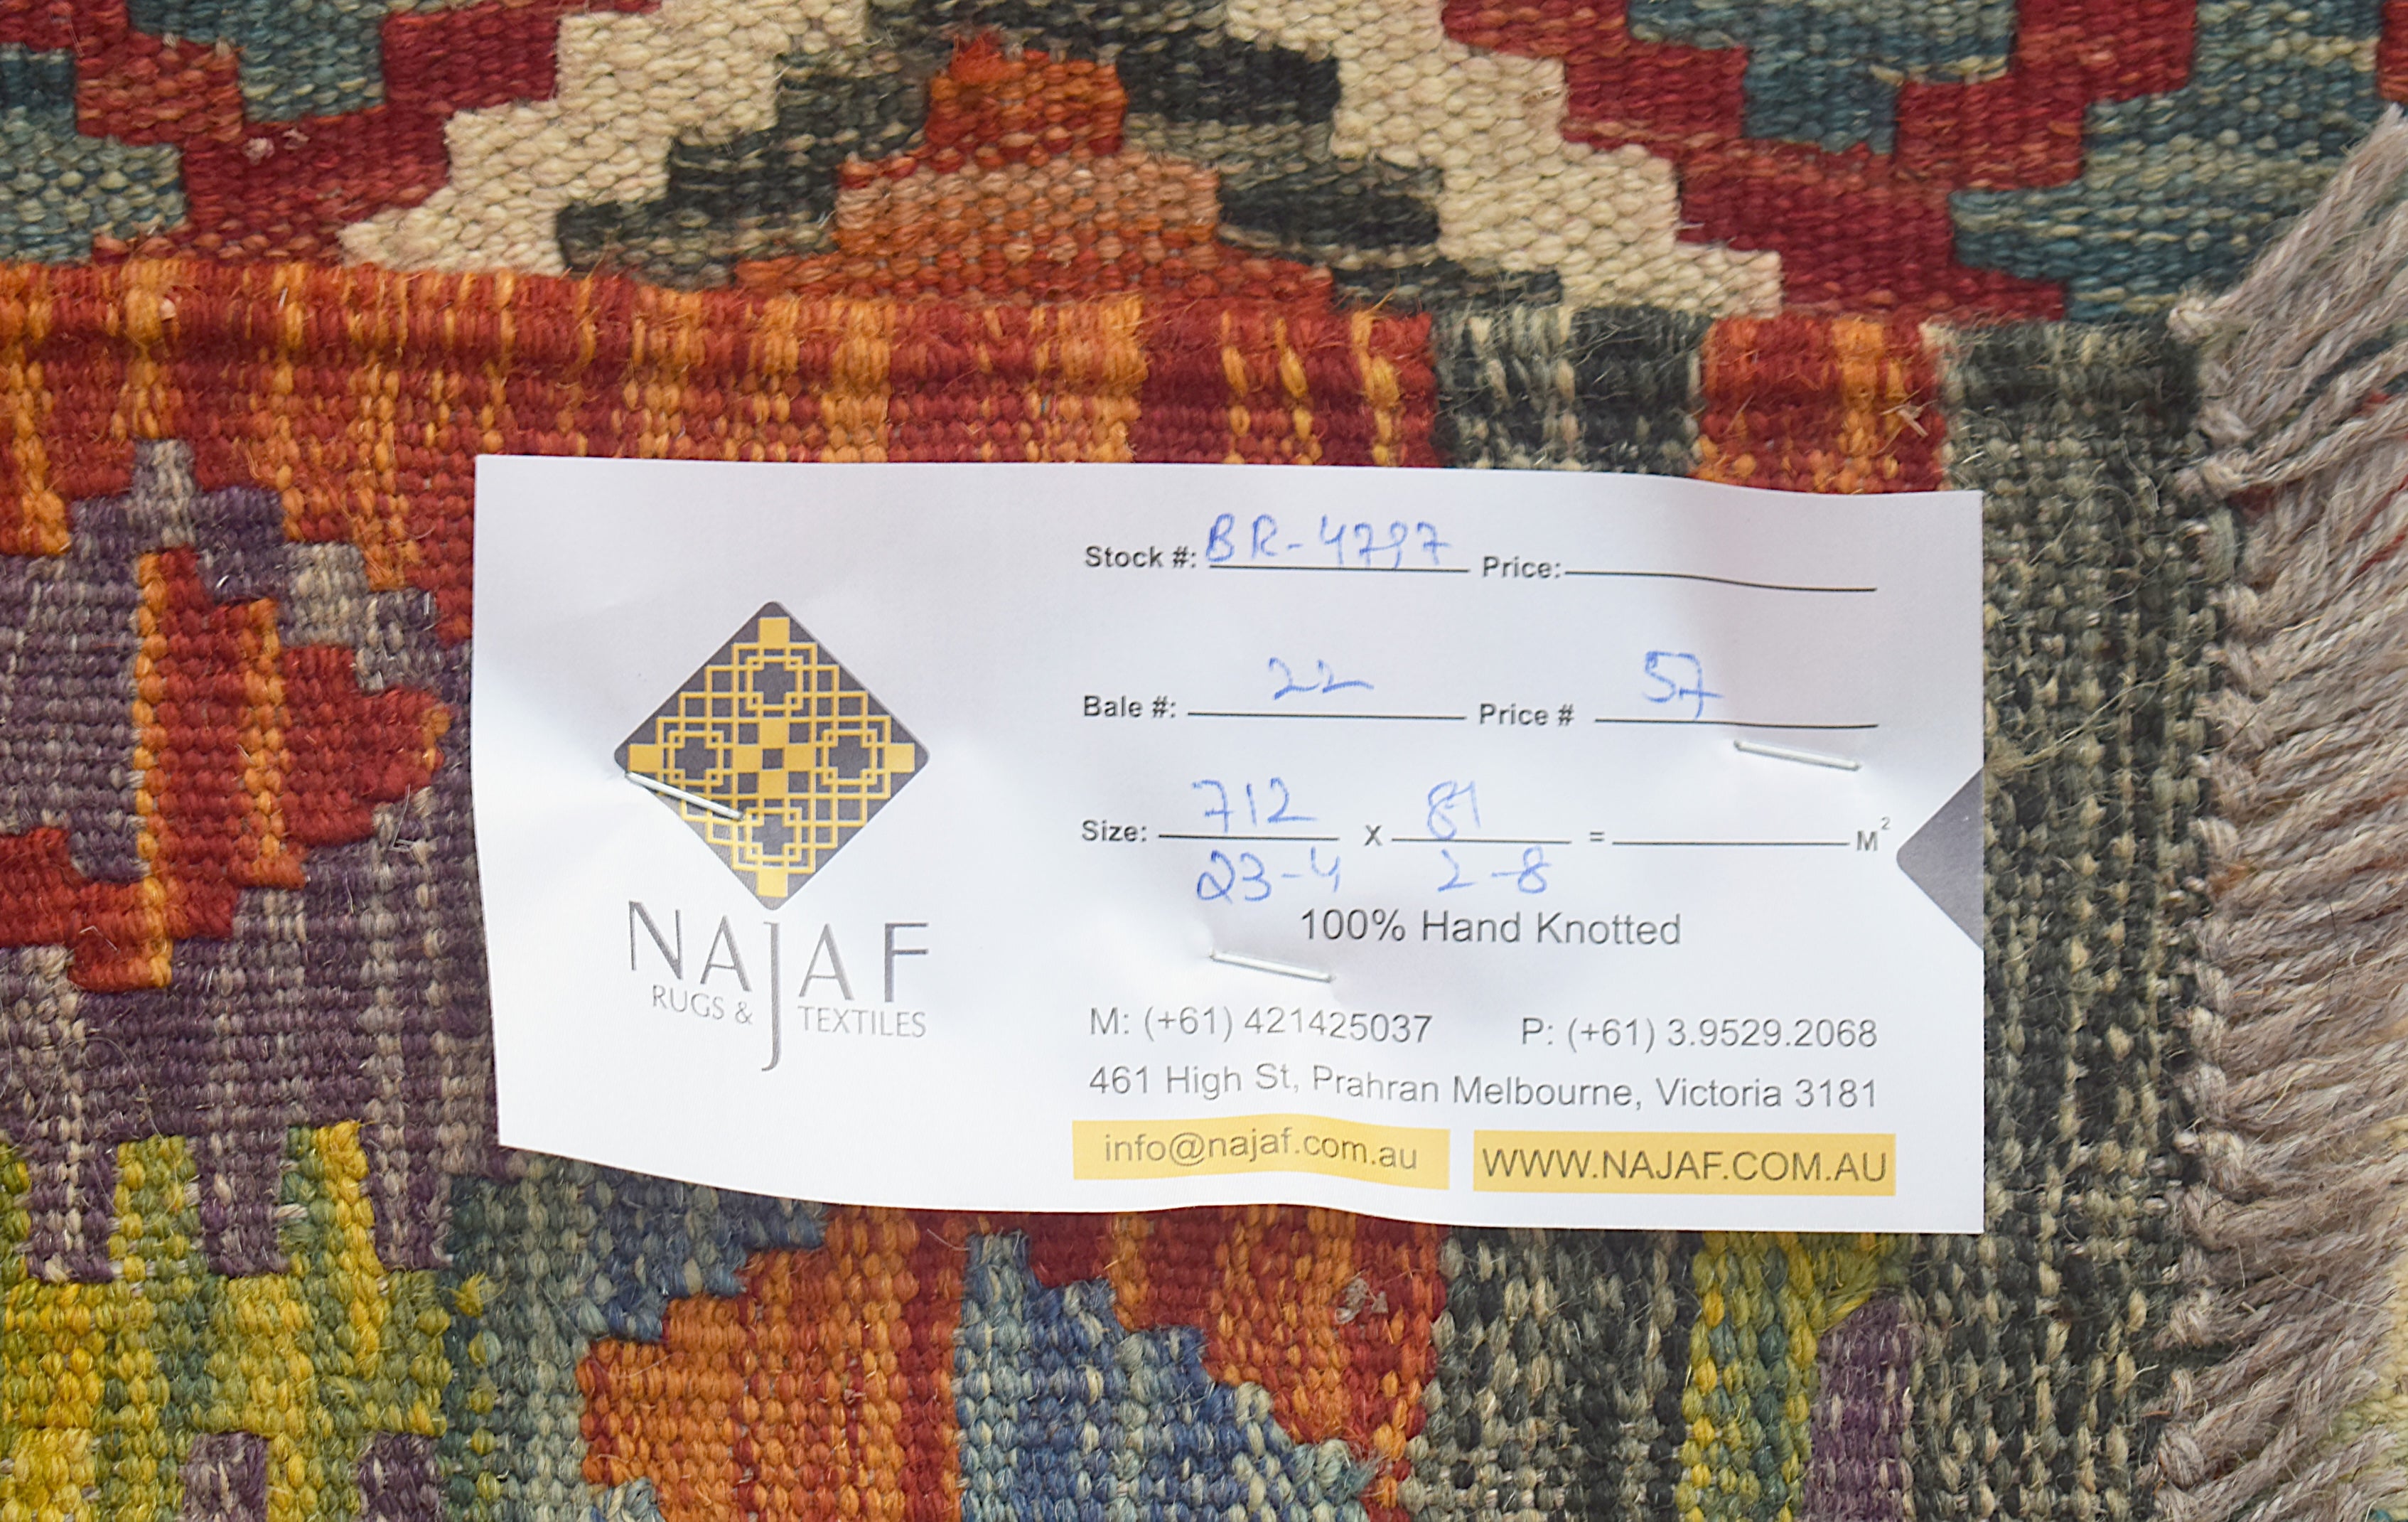 NAJAF
RUGS & TEXTILES
Stock #: BR-4797 Price:
Bale #: 22 Price # 57
Size: 712 X 81 = M²
23-4 2-8
100% Hand Knotted
M: (+61) 421425037 P: (+61) 3.9529.2068
461 High St, Prahran Melbourne, Victoria 3181
info@najaf.com.au WWW.NAJAF.COM.AU